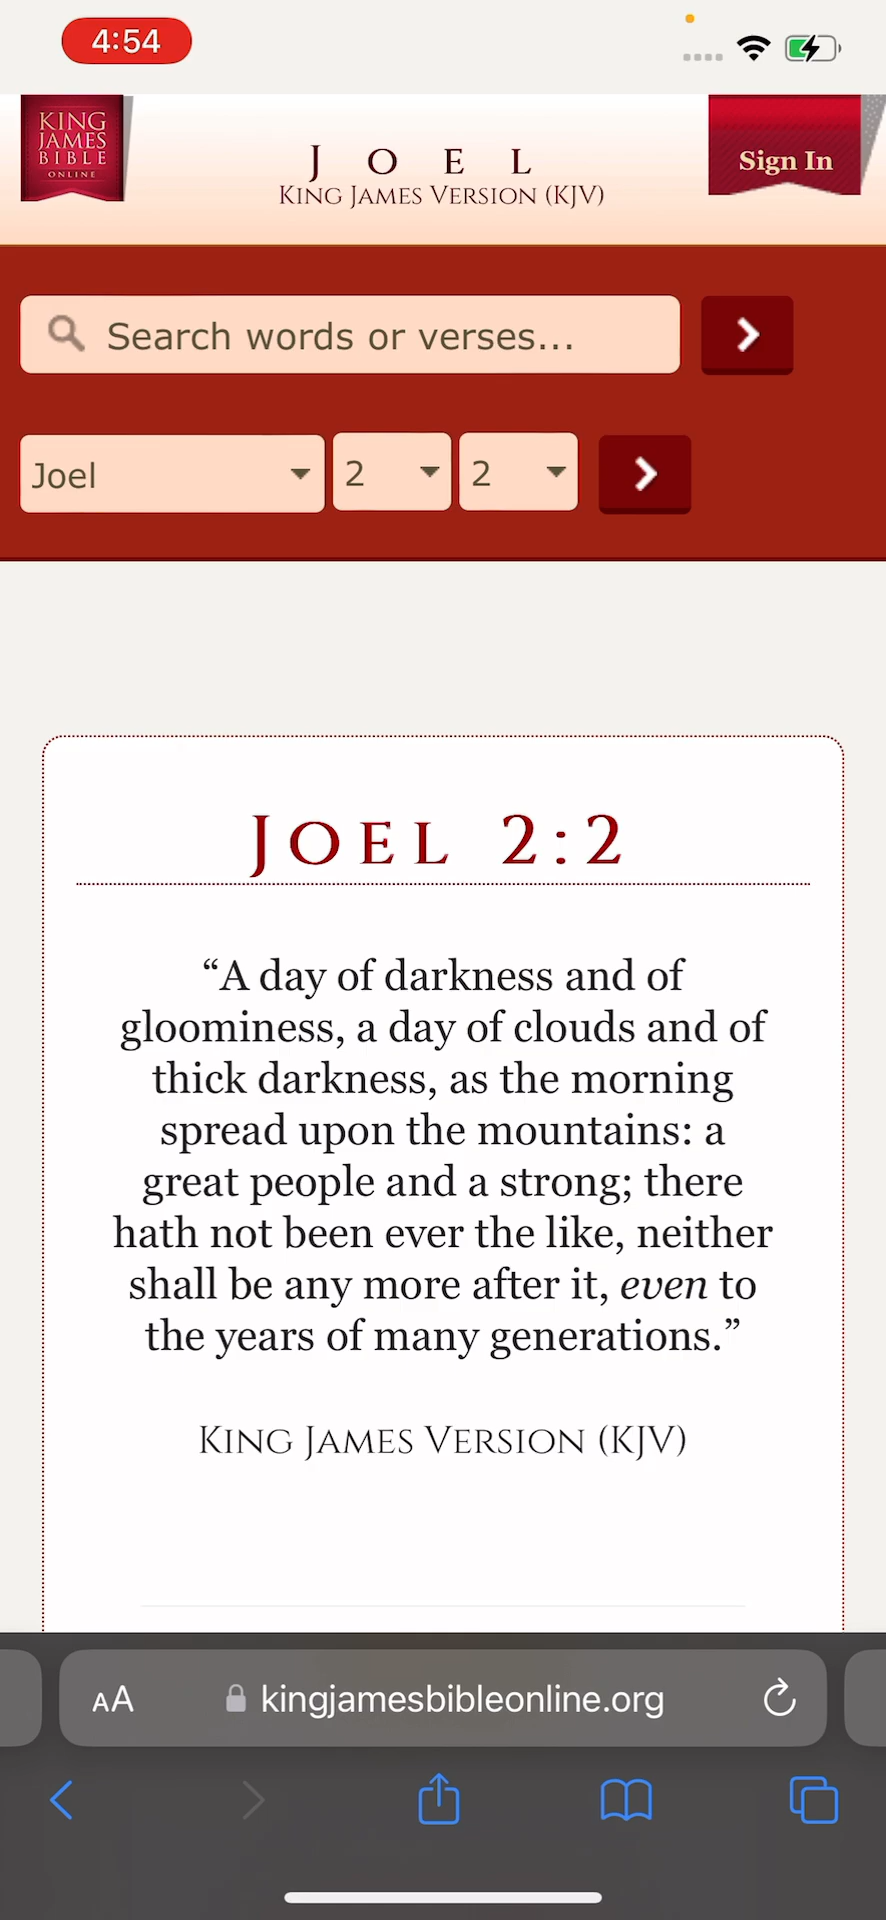 4:54
KING
JAMES
BIBLE
ONLINE
JOEL
KING JAMES VERSION (KJV)
Sign In
Search words or verses...
Joel 2 2
JOEL 2:2
“A day of darkness and of
gloominess, a day of clouds and of
thick darkness, as the morning
spread upon the mountains: a
great people and a strong; there
hath not been ever the like, neither
shall be any more after it, even to
the years of many generations.”
KING JAMES VERSION (KJV)
AA kingjamesbibleonline.org